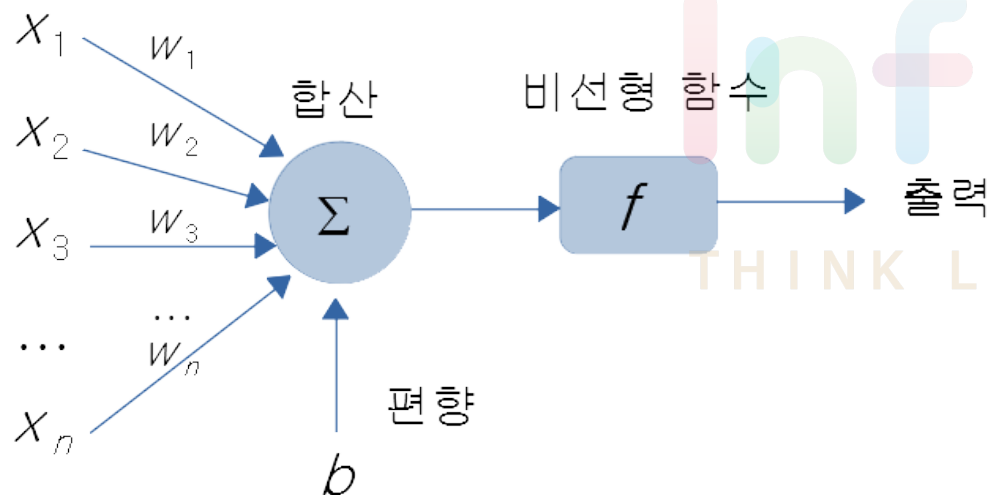 x₁
w₁
합산
비선형 함수
Inf
x₂
w₂
Σ
f
출력
x₃
w₃
THINK L
...
...
wₙ
xₙ
편향
b